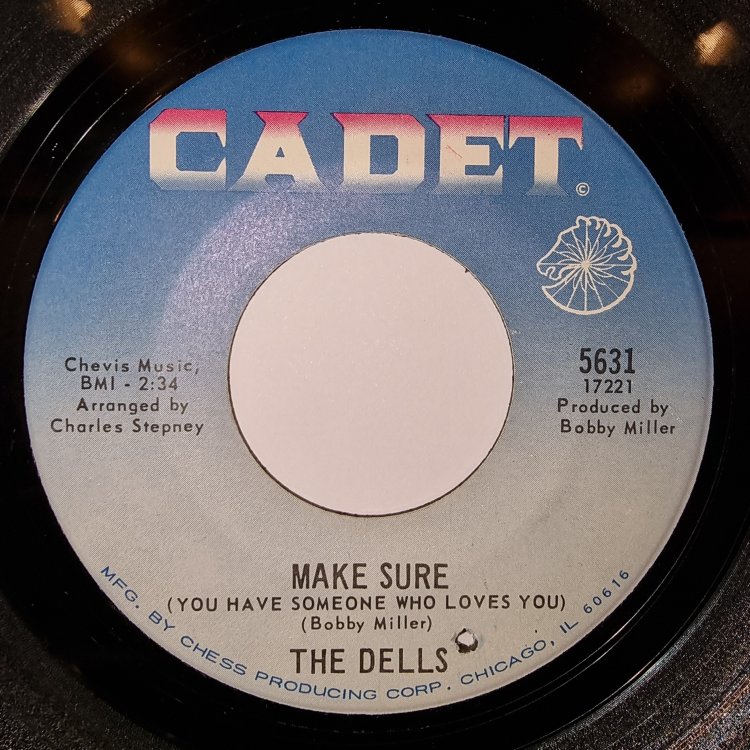 CADET
©
Chevis Music,
BMI - 2:34
Arranged by
Charles Stepney
5631
17221
Produced by
Bobby Miller
MAKE SURE
(YOU HAVE SOMEONE WHO LOVES YOU)
(Bobby Miller)
THE DELLS
MFG. BY CHESS PRODUCING CORP. CHICAGO, IL 60616